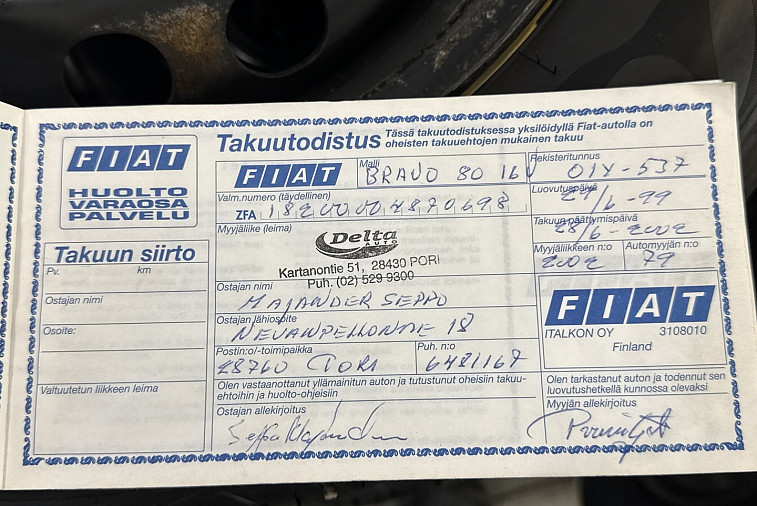 FIAT
HUOLTO
VARAOSA
PALVELU
Takuun siirto
Pv. km
Ostajan nimi
Osoite:
Valtuutetun liikkeen leima
Takuutodistus
Tässä takuutodistuksessa yksilöidyllä Fiat-autolla on
oheisten takuuehtojen mukainen takuu
FIAT
Malli
BRAVO 80 16V
Rekisteritunnus
OIX-537
Valm.numero (täydellinen)
ZFA 18200004870698
Luovutuspäivä
/6-99
Myyjäliike (leima)
Delta
AUTO
Kartanontie 51, 28430 PORI
Puh. (02) 529 9300
Takuun päättymispäivä
28/6-2002
Myyjäliikkeen n:o
2002
Automyyjän n:o
79
Ostajan nimi
MAJANDER SEPPO
Ostajan lähiosoite
18
Postin:o/-toimipaikka
28760 PORI
Puh. n:o
6481167
FIAT
ITALKON OY 3108010
Finland
Olen vastaanottanut yllämainitun auton ja tutustunut oheisiin takuu-
ehtoihin ja huolto-ohjeisiin
Ostajan allekirjoitus
Olen tarkastanut auton ja todennut sen
luovutushetkellä kunnossa olevaksi
Myyjän allekirjoitus